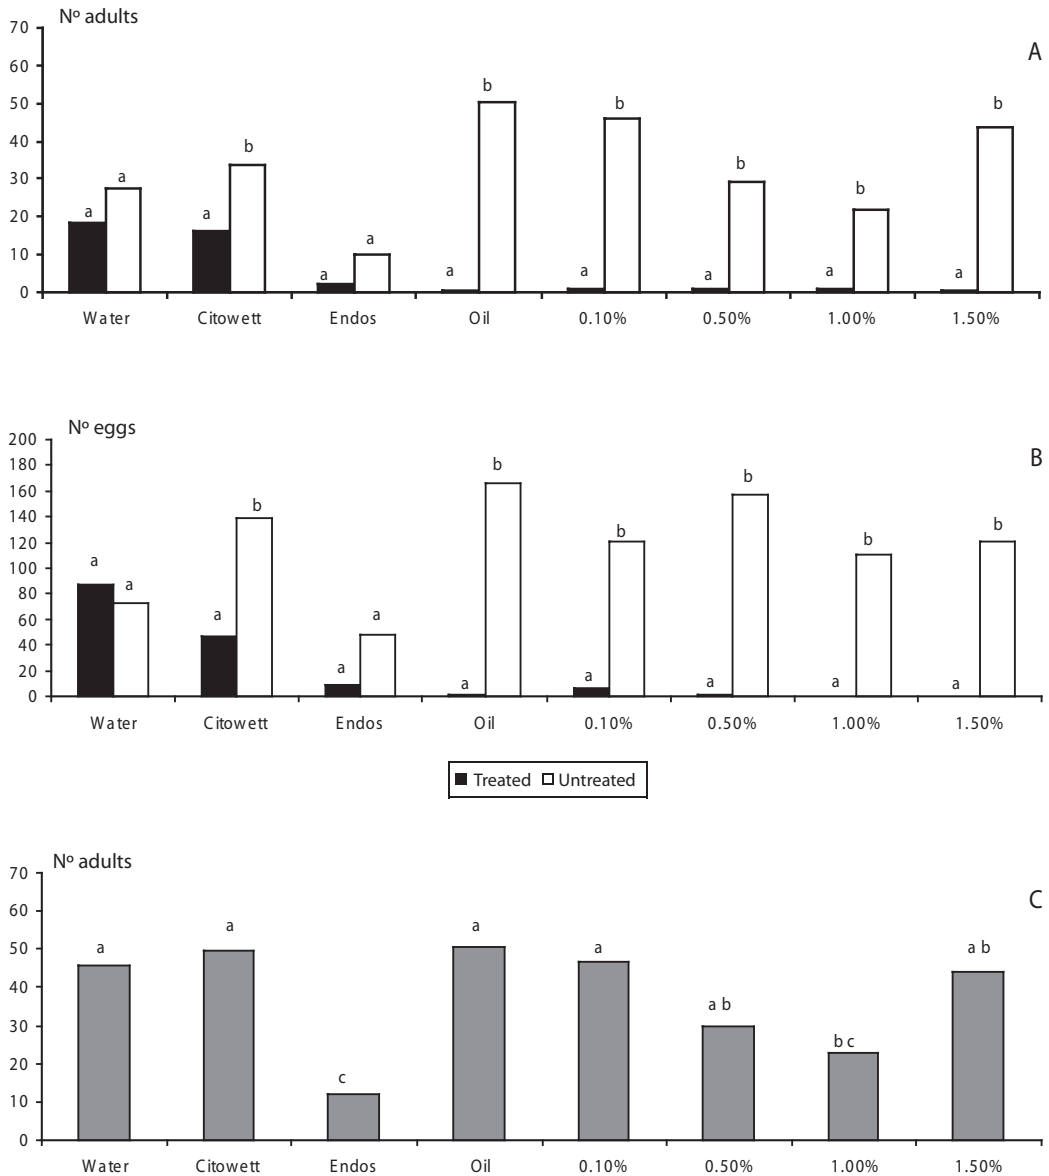 Nº adults
A
70
60
50
40
30
20
10
0
a a a b a a a b a b a b a b a b
Water Citowett Endos Oil 0.10% 0.50% 1.00% 1.50%
Nº eggs
B
200
180
160
140
120
100
80
60
40
20
0
a a a b a a a b a b a b a b a b
Water Citowett Endos Oil 0.10% 0.50% 1.00% 1.50%
Treated Untreated
Nº adults
C
70
60
50
40
30
20
10
0
a a c a a a b b c a b
Water Citowett Endos Oil 0.10% 0.50% 1.00% 1.50%